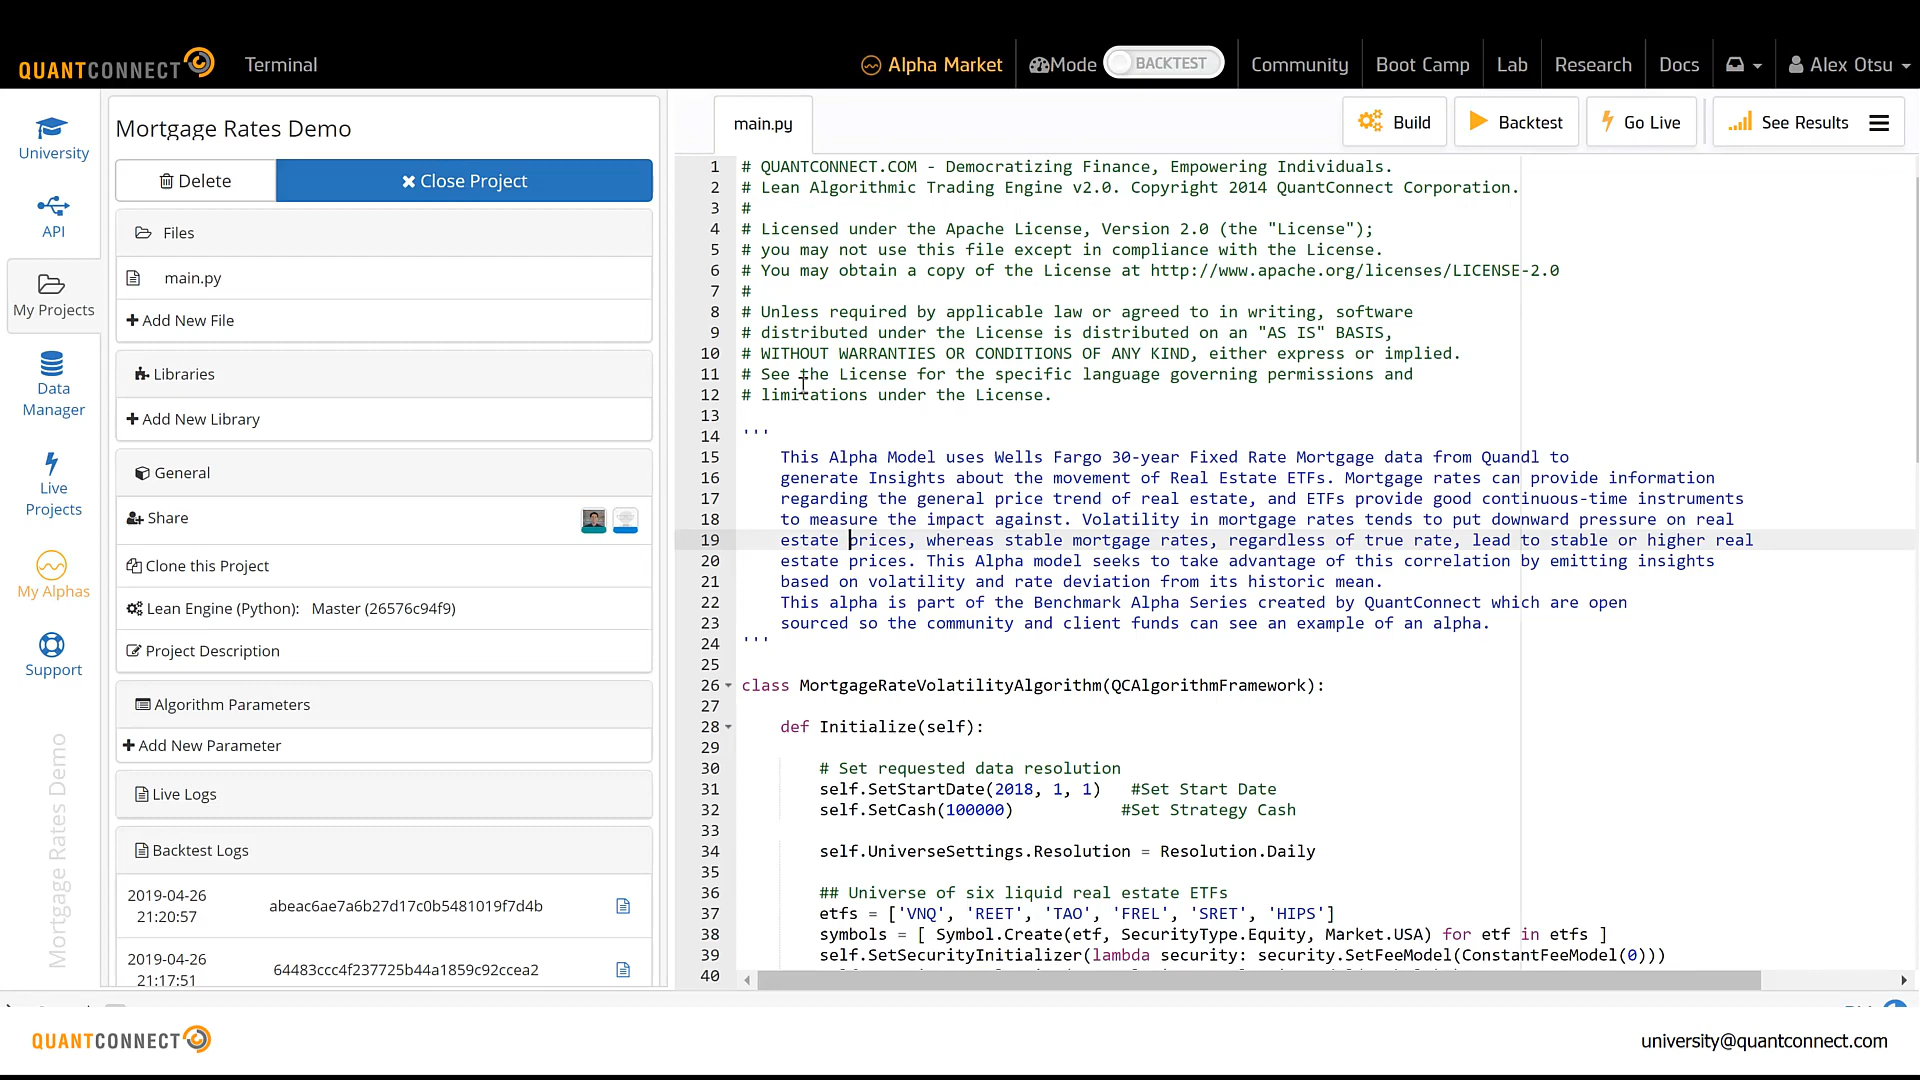 QUANTCONNECT
Terminal
Alpha Market
Mode
BACKTEST
Community
Boot Camp
Lab
Research
Docs
Alex Otsu
University
API
My Projects
Data
Manager
Live
Projects
My Alphas
Support
Mortgage Rates Demo
Mortgage Rates Demo
Delete
Close Project
Files
main.py
Add New File
Libraries
Add New Library
General
Share
Clone this Project
Lean Engine (Python): Master (26576c94f9)
Project Description
Algorithm Parameters
Add New Parameter
Live Logs
Backtest Logs
2019-04-26
21:20:57
abeac6ae7a6b27d17c0b5481019f7d4b
2019-04-26
21:17:51
64483ccc4f237725b44a1859c92ccea2
main.py
Build
Backtest
Go Live
See Results
1 # QUANTCONNECT.COM - Democratizing Finance, Empowering Individuals.
2 # Lean Algorithmic Trading Engine v2.0. Copyright 2014 QuantConnect Corporation.
3 #
4 # Licensed under the Apache License, Version 2.0 (the "License");
5 # you may not use this file except in compliance with the License.
6 # You may obtain a copy of the License at http://www.apache.org/licenses/LICENSE-2.0
7 #
8 # Unless required by applicable law or agreed to in writing, software
9 # distributed under the License is distributed on an "AS IS" BASIS,
10 # WITHOUT WARRANTIES OR CONDITIONS OF ANY KIND, either express or implied.
11 # See the License for the specific language governing permissions and
12 # limitations under the License.
13
14 '''
15 This Alpha Model uses Wells Fargo 30-year Fixed Rate Mortgage data from Quandl to
16 generate Insights about the movement of Real Estate ETFs. Mortgage rates can provide information
17 regarding the general price trend of real estate, and ETFs provide good continuous-time instruments
18 to measure the impact against. Volatility in mortgage rates tends to put downward pressure on real
19 estate prices, whereas stable mortgage rates, regardless of true rate, lead to stable or higher real
20 estate prices. This Alpha model seeks to take advantage of this correlation by emitting insights
21 based on volatility and rate deviation from its historic mean.
22 This alpha is part of the Benchmark Alpha Series created by QuantConnect which are open
23 sourced so the community and client funds can see an example of an alpha.
24 '''
25
26 class MortgageRateVolatilityAlgorithm(QCAlgorithmFramework):
27
28 def Initialize(self):
29
30 # Set requested data resolution
31 self.SetStartDate(2018, 1, 1) #Set Start Date
32 self.SetCash(100000) #Set Strategy Cash
33
34 self.UniverseSettings.Resolution = Resolution.Daily
35
36 ## Universe of six liquid real estate ETFs
37 etfs = ['VNQ', 'REET', 'TAO', 'FREL', 'SRET', 'HIPS']
38 symbols = [ Symbol.Create(etf, SecurityType.Equity, Market.USA) for etf in etfs ]
39 self.SetSecurityInitializer(lambda security: security.SetFeeModel(ConstantFeeModel(0)))
40
QUANTCONNECT
university@quantconnect.com